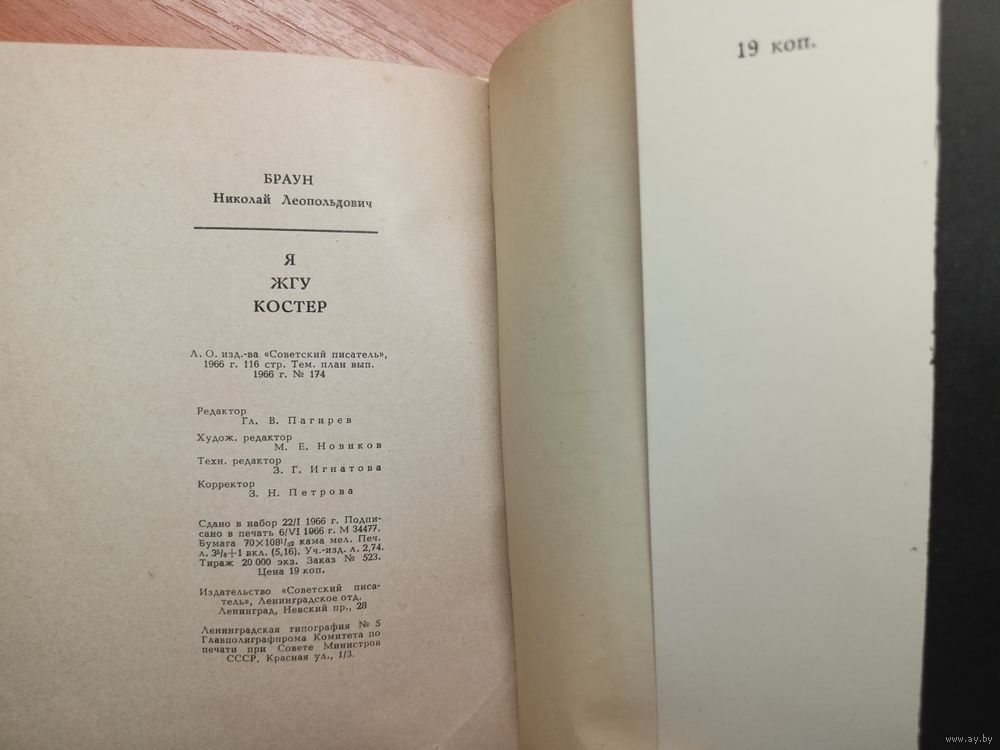 БРАУН
Николай Леопольдович
Я
ЖГУ
КОСТЕР
Л. О. изд.-ва «Советский писатель»,
1966 г. 116 стр. Тем. план вып.
1966 г. № 174
Редактор
Гл. В. Пагирев
Худож. редактор
М. Е. Новиков
Техн. редактор
З. Г. Игнатова
Корректор
З. Н. Петрова
Сдано в набор 22/I 1966 г. Подпи-
сано в печать 6/VI 1966 г. М 34477.
Бумага 70×108¹/₃₂ кама мел. Печ.
л. 3⁵/₈+1 вкл. (5,16). Уч.-изд. л. 2,74.
Тираж 20 000 экз. Заказ № 523.
Цена 19 коп.
Издательство «Советский писа-
тель», Ленинградское отд.
Ленинград, Невский пр., 28
Ленинградская типография № 5
Главполиграфпрома Комитета по
печати при Совете Министров
СССР, Красная ул., 1/3.
19 коп.
www.ay.by